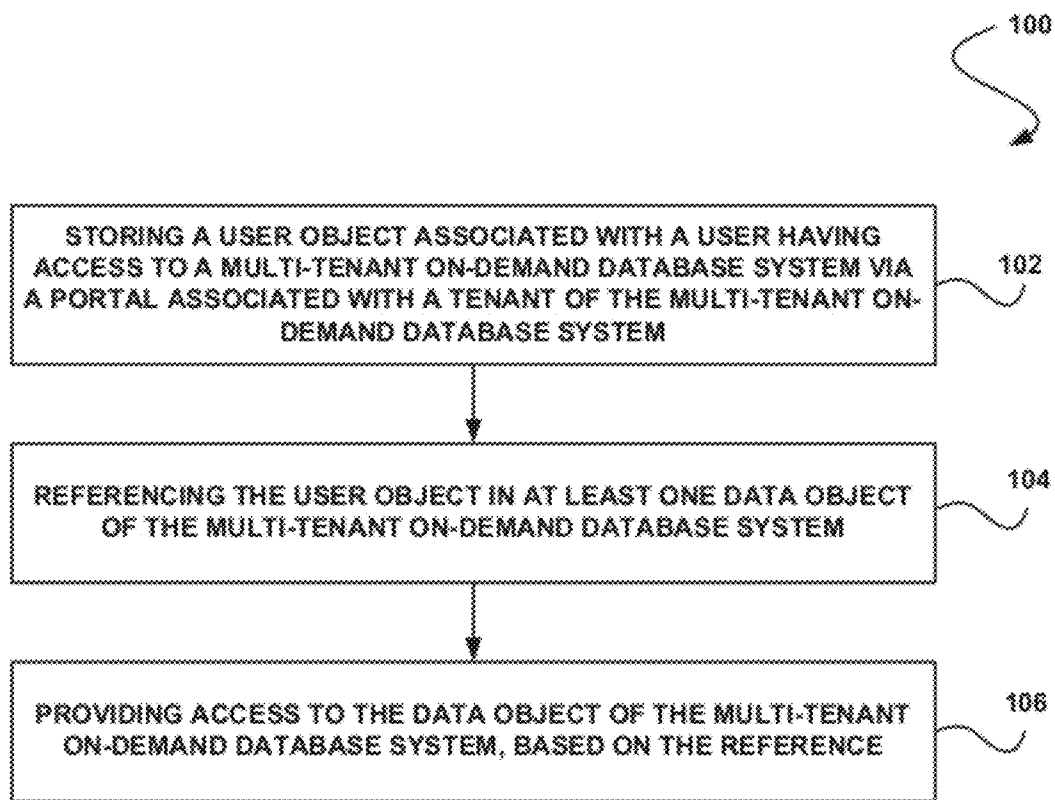 100
STORING A USER OBJECT ASSOCIATED WITH A USER HAVING
ACCESS TO A MULTI-TENANT ON-DEMAND DATABASE SYSTEM VIA
A PORTAL ASSOCIATED WITH A TENANT OF THE MULTI-TENANT ON-
DEMAND DATABASE SYSTEM
102
REFERENCING THE USER OBJECT IN AT LEAST ONE DATA OBJECT
OF THE MULTI-TENANT ON-DEMAND DATABASE SYSTEM
104
PROVIDING ACCESS TO THE DATA OBJECT OF THE MULTI-TENANT
ON-DEMAND DATABASE SYSTEM, BASED ON THE REFERENCE
106